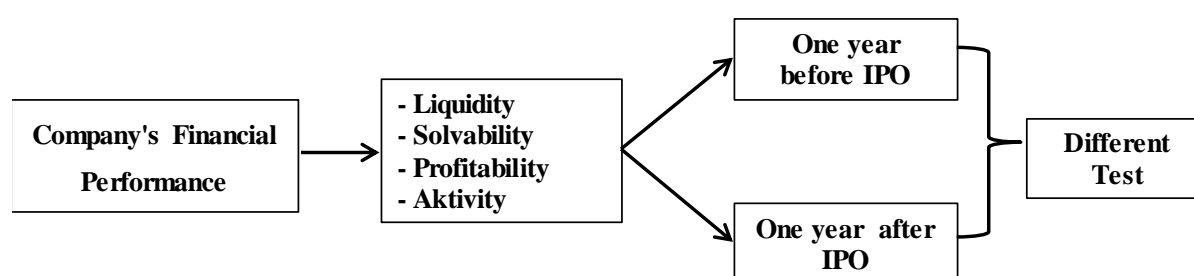 Company's Financial
Performance
- Liquidity
- Solvability
- Profitability
- Aktivity
One year
before IPO
One year after
IPO
Different
Test